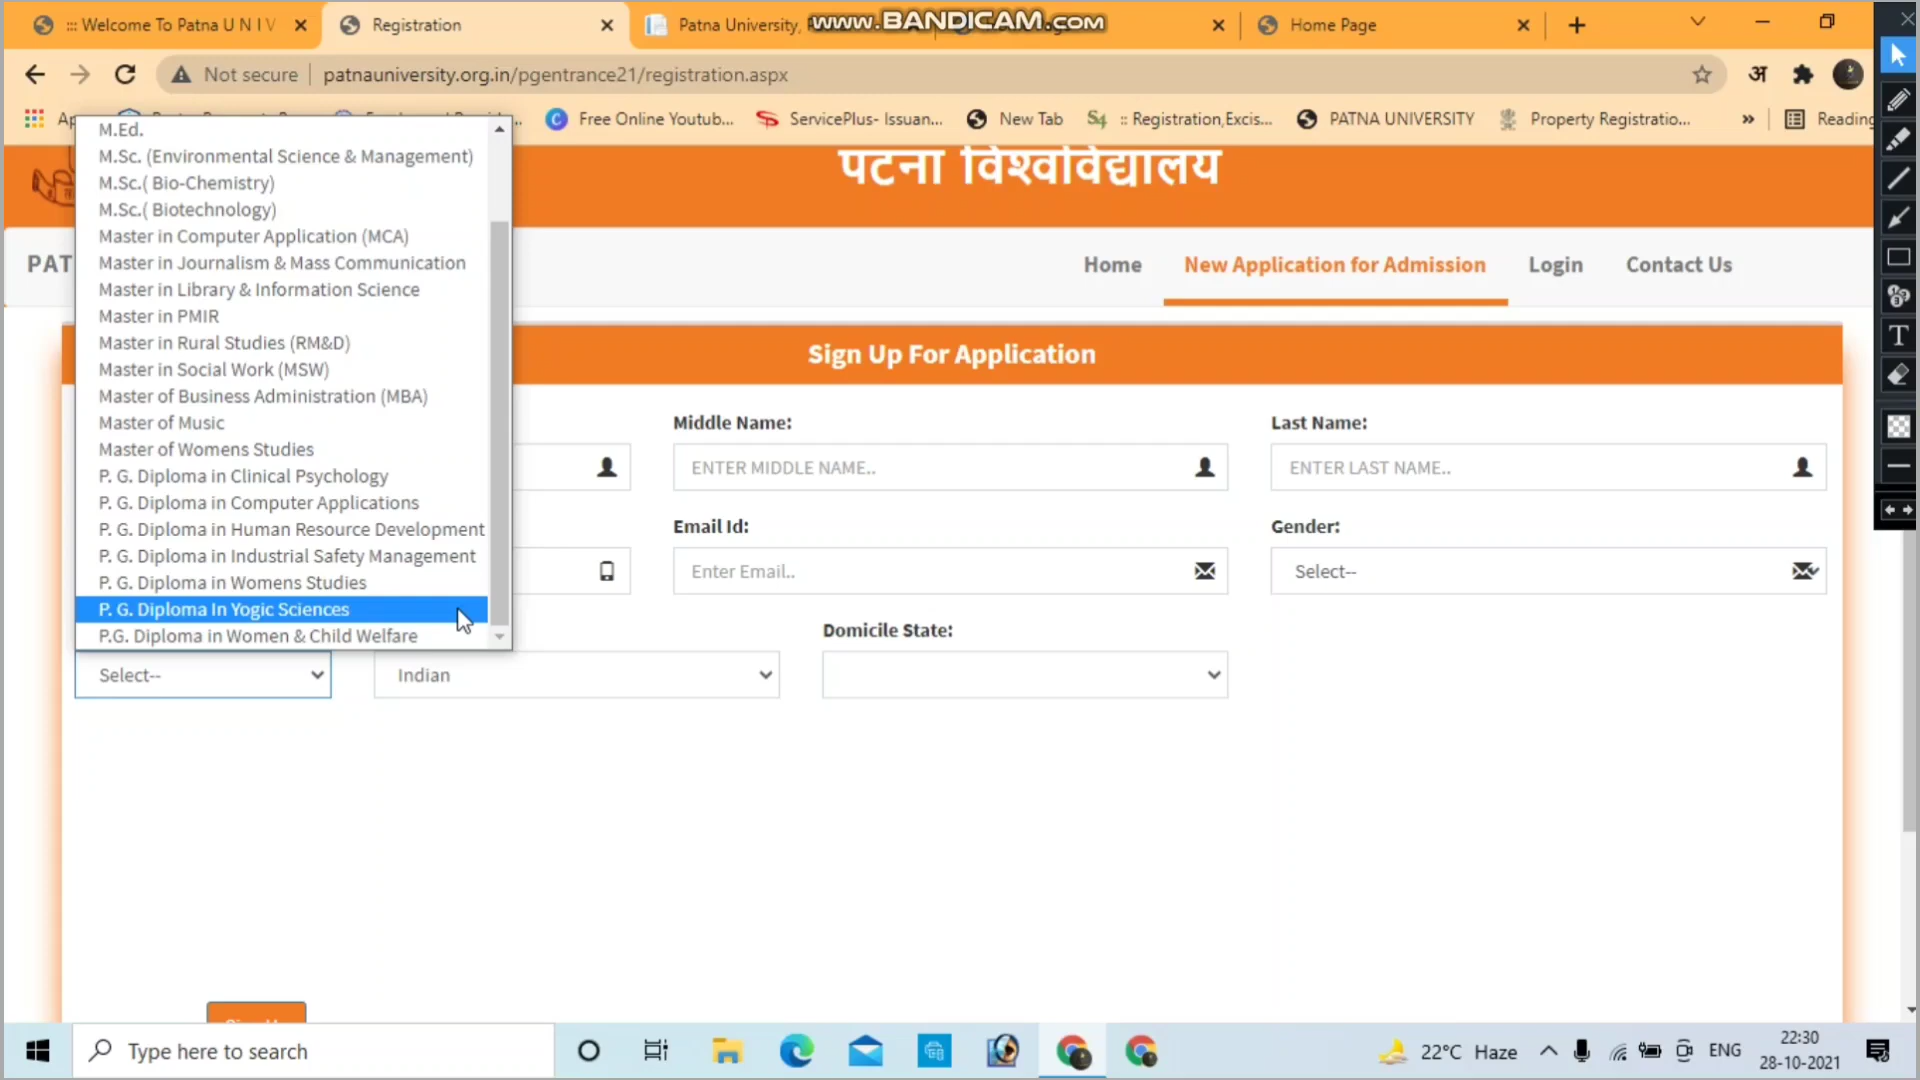 ::: Welcome To Patna U N I V
Registration
Patna University,
www.BANDICAM.com
Home Page
Not secure
patnauniversity.org.in/pgentrance21/registration.aspx
अ
Free Online Youtub...
ServicePlus- Issuan...
New Tab
:: Registration,Excis...
PATNA UNIVERSITY
Property Registratio...
»
Reading
पटना विश्वविद्यालय
PAT
Home
New Application for Admission
Login
Contact Us
M.Ed.
M.Sc. (Environmental Science & Management)
M.Sc.( Bio-Chemistry)
M.Sc.( Biotechnology)
Master in Computer Application (MCA)
Master in Journalism & Mass Communication
Master in Library & Information Science
Master in PMIR
Master in Rural Studies (RM&D)
Master in Social Work (MSW)
Master of Business Administration (MBA)
Master of Music
Master of Womens Studies
P. G. Diploma in Clinical Psychology
P. G. Diploma in Computer Applications
P. G. Diploma in Human Resource Development
P. G. Diploma in Industrial Safety Management
P. G. Diploma in Womens Studies
P. G. Diploma In Yogic Sciences
P.G. Diploma in Women & Child Welfare
Sign Up For Application
Middle Name:
Last Name:
ENTER MIDDLE NAME..
ENTER LAST NAME..
Email Id:
Gender:
Enter Email..
Select--
Domicile State:
Select--
Indian
Type here to search
22°C Haze
ENG
22:30
28-10-2021